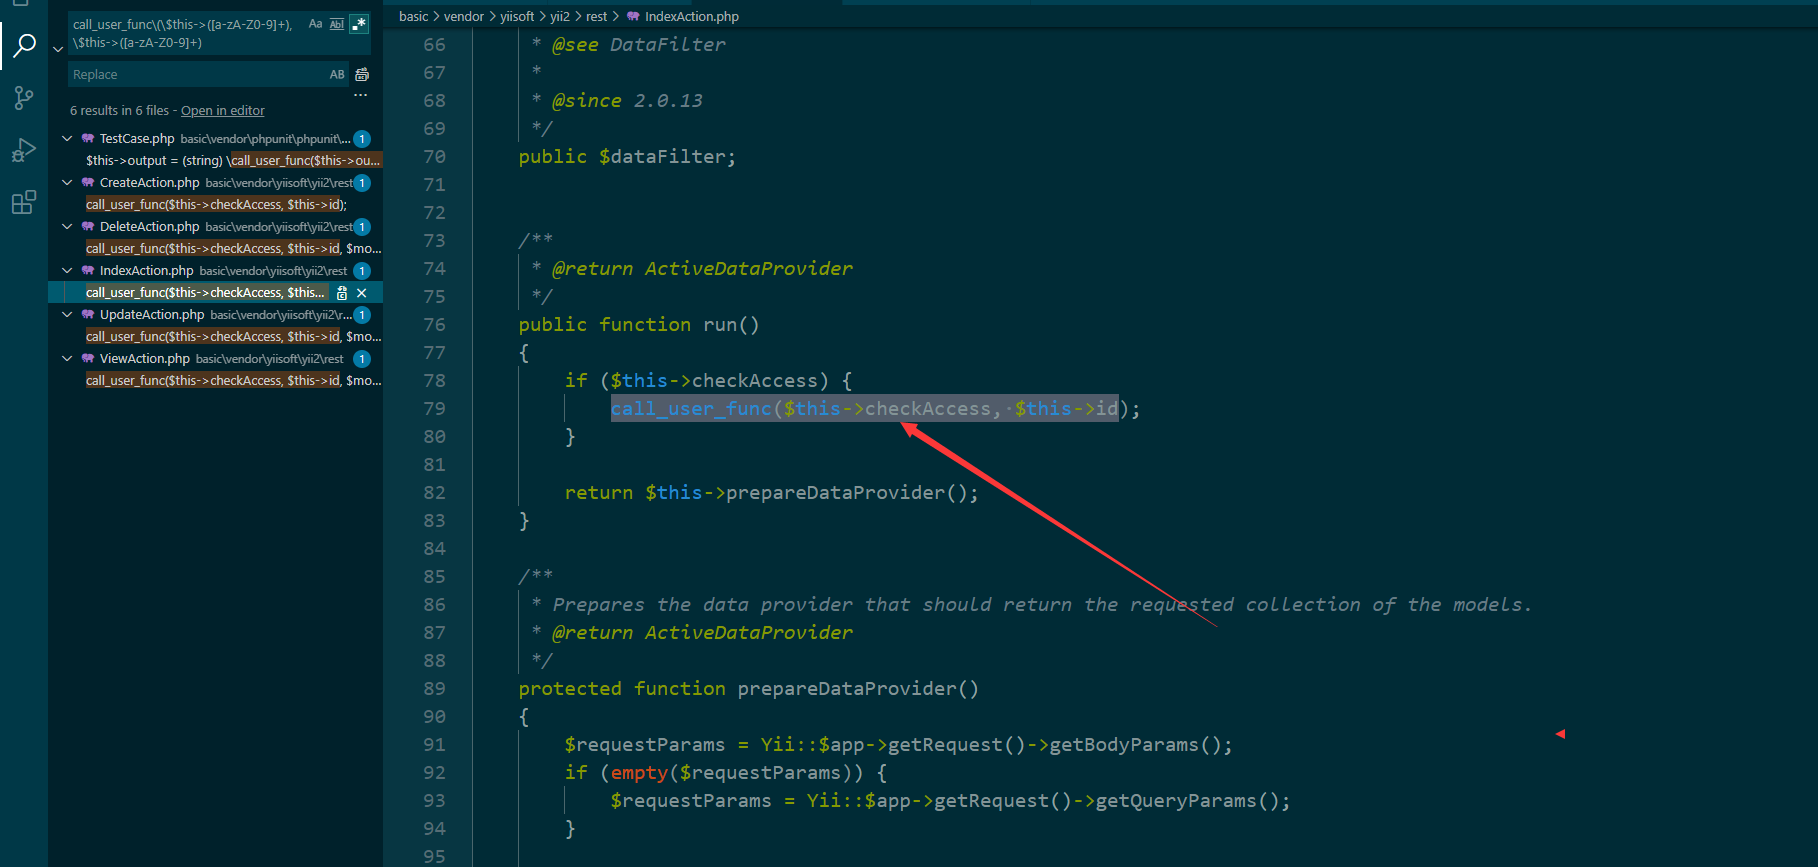 call_user_func\(\$this->([a-zA-Z0-9]+),
\$this->([a-zA-Z0-9]+)
Aa Abl .*
Replace
AB
...
6 results in 6 files - Open in editor
TestCase.php basic\vendor\phpunit\phpunit\... 1
$this->output = (string) \call_user_func($this->ou...
CreateAction.php basic\vendor\yiisoft\yii2\rest 1
call_user_func($this->checkAccess, $this->id);
DeleteAction.php basic\vendor\yiisoft\yii2\rest 1
call_user_func($this->checkAccess, $this->id, $mo...
IndexAction.php basic\vendor\yiisoft\yii2\rest 1
call_user_func($this->checkAccess, $this...
UpdateAction.php basic\vendor\yiisoft\yii2\r... 1
call_user_func($this->checkAccess, $this->id, $mo...
ViewAction.php basic\vendor\yiisoft\yii2\rest 1
call_user_func($this->checkAccess, $this->id, $mo...
basic > vendor > yiisoft > yii2 > rest > IndexAction.php
66 * @see DataFilter
67 *
68 * @since 2.0.13
69 */
70 public $dataFilter;
71
72
73 /**
74 * @return ActiveDataProvider
75 */
76 public function run()
77 {
78 if ($this->checkAccess) {
79 call_user_func($this->checkAccess, $this->id);
80 }
81
82 return $this->prepareDataProvider();
83 }
84
85 /**
86 * Prepares the data provider that should return the requested collection of the models.
87 * @return ActiveDataProvider
88 */
89 protected function prepareDataProvider()
90 {
91 $requestParams = Yii::$app->getRequest()->getBodyParams();
92 if (empty($requestParams)) {
93 $requestParams = Yii::$app->getRequest()->getQueryParams();
94 }
95